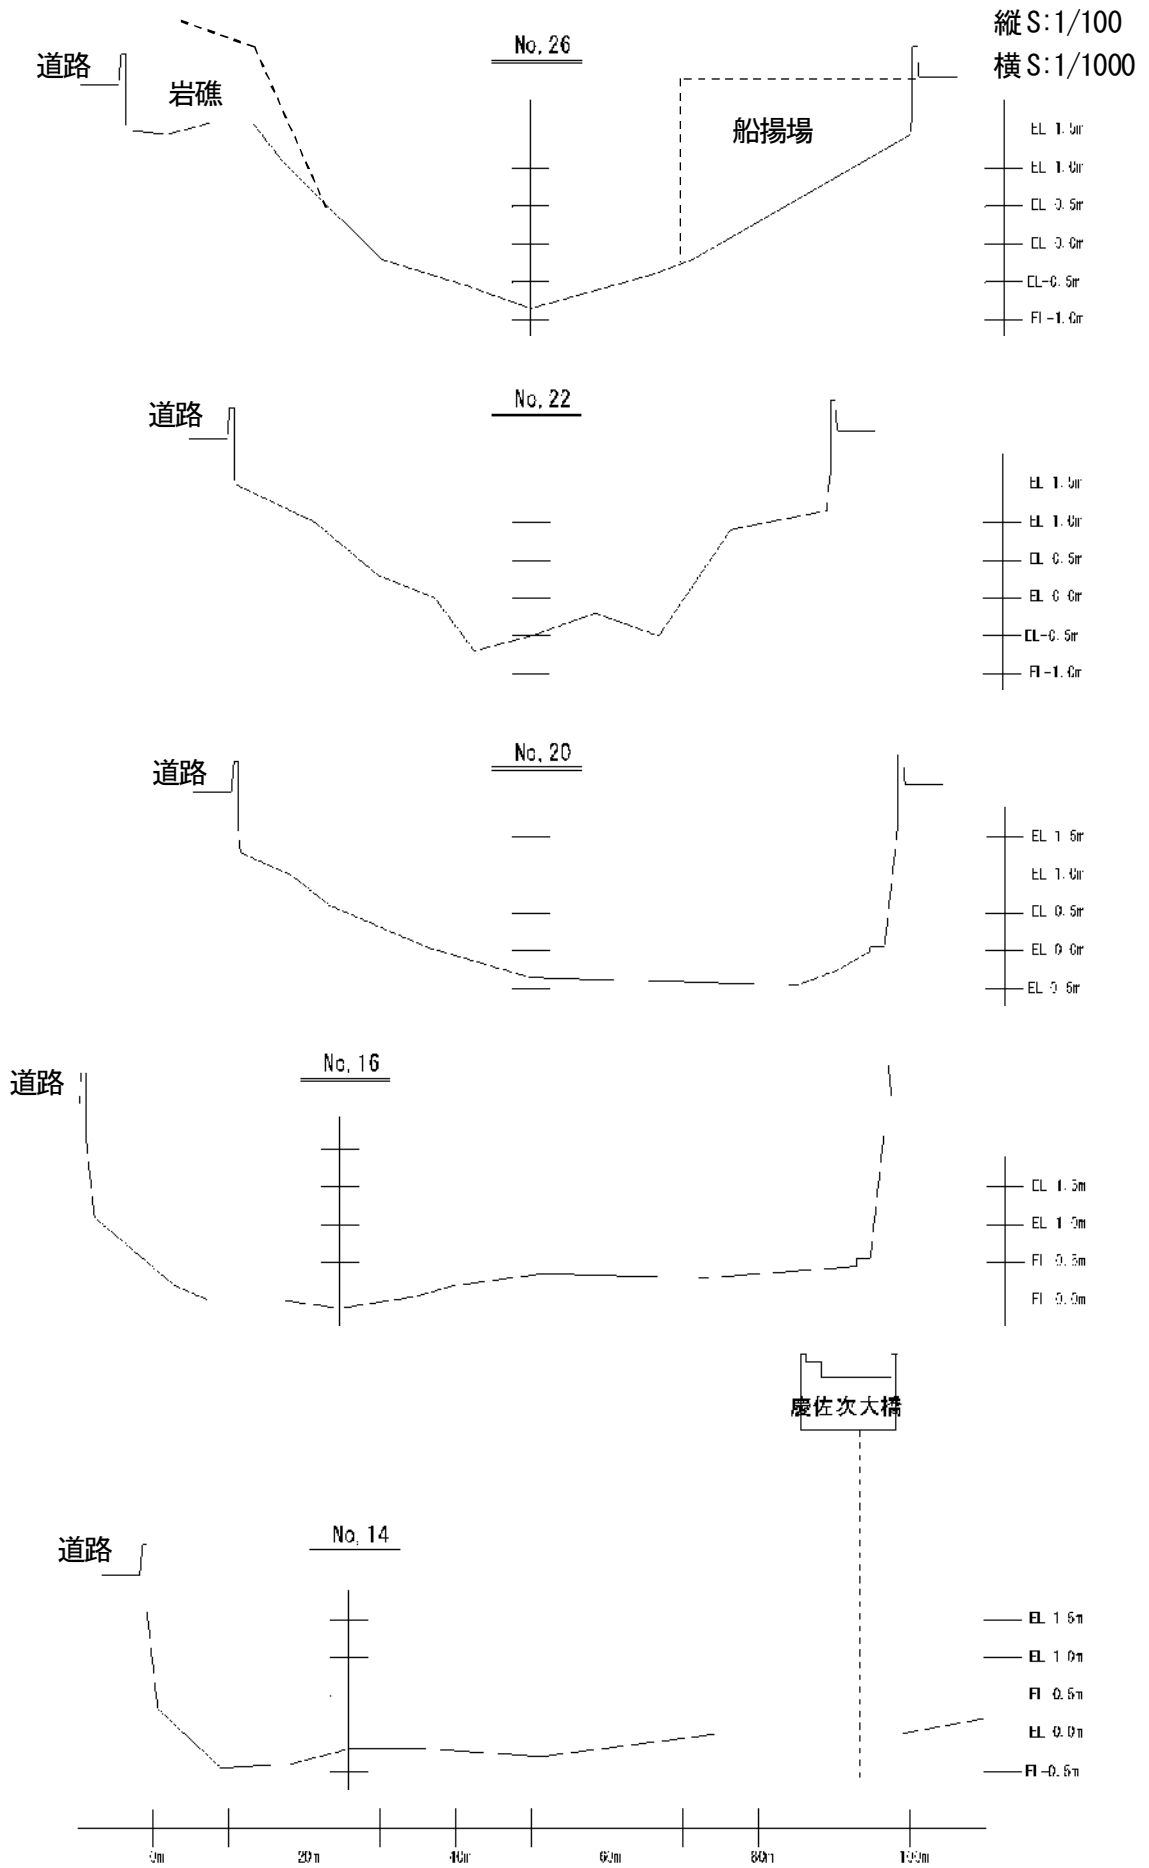 縦S:1/100
横S:1/1000
No.26
道路
岩礁
船揚場
EL 1.5m
EL 1.0m
EL 0.5m
EL 0.0m
EL-0.5m
EL-1.0m
No.22
道路
EL 1.5m
EL 1.0m
EL 0.5m
EL 0.0m
EL-0.5m
EL-1.0m
No.20
道路
EL 1.5m
EL 1.0m
EL 0.5m
EL 0.0m
EL 0.5m
No.16
道路
EL 1.5m
EL 1.0m
EL 0.5m
EL 0.0m
慶佐次大橋
No.14
道路
EL 1.5m
EL 1.0m
EL 0.5m
EL 0.0m
EL-0.5m
0m 20m 40m 60m 80m 100m